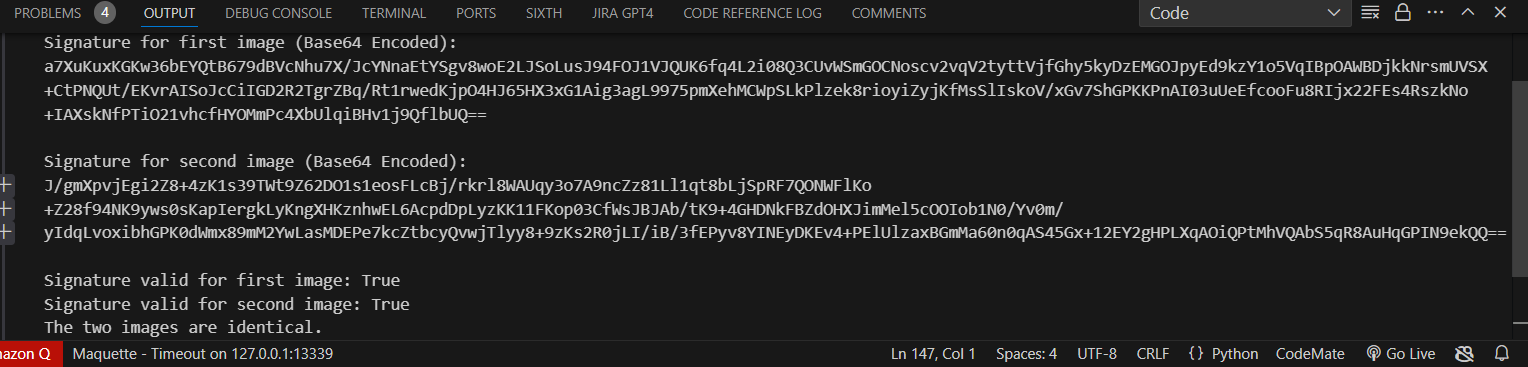 PROBLEMS 4 OUTPUT DEBUG CONSOLE TERMINAL PORTS SIXTH JIRA GPT4 CODE REFERENCE LOG COMMENTS Code
Signature for first image (Base64 Encoded):
a7XuKuxKGKw36bEYQtB679dBVcNhu7X/JcYNnaEtYSgv8woE2LJSoLusJ94FOJ1VJQUK6fq4L2i08Q3CUvWSmGOCNoscv2vqV2tyttVjfGhy5kyDzEMGOJpyEd9kzY1o5VqIBpOAWBDjkkNrsmUVSX
+CtPNQUt/EKvrAISoJcCiIGD2R2TgrZBq/Rt1rwedKjpO4HJ65HX3xG1Aig3agL9975pmXehMCWpSLkPlzek8rioyiZyjKfMsSlIskoV/xGv7ShGPKKPnAI03uUeEfcooFu8RIjx22FEs4RszkNo
+IAXskNfPTiO21vhcfHYOMmPc4XbUlqiBHv1j9QflbUQ==
Signature for second image (Base64 Encoded):
J/gmXpvjEgi2Z8+4zK1s39TWt9Z62DO1s1eosFLcBj/rkrl8WAUqy3o7A9ncZz81Ll1qt8bLjSpRF7QONWFlKo
+Z28f94NK9yws0sKapIergkLyKngXHKznhwEL6AcpdDpLyzKK11FKop03CfWsJBJAb/tK9+4GHDNkFBZdOHXJimMel5cOOIob1N0/Yv0m/
yIdqLvoxibhGPK0dWmx89mM2YwLasMDEPe7kcZtbcyQvwjTlyy8+9zKs2R0jLI/iB/3fEPyv8YINEyDKEv4+PElUlzaxBGmMa60n0qAS45Gx+12EY2gHPLXqAOiQPtMhVQAbS5qR8AuHqGPIN9ekQQ==
Signature valid for first image: True
Signature valid for second image: True
The two images are identical.
azon Q Maquette - Timeout on 127.0.0.1:13339 Ln 147, Col 1 Spaces: 4 UTF-8 CRLF {} Python CodeMate Go Live